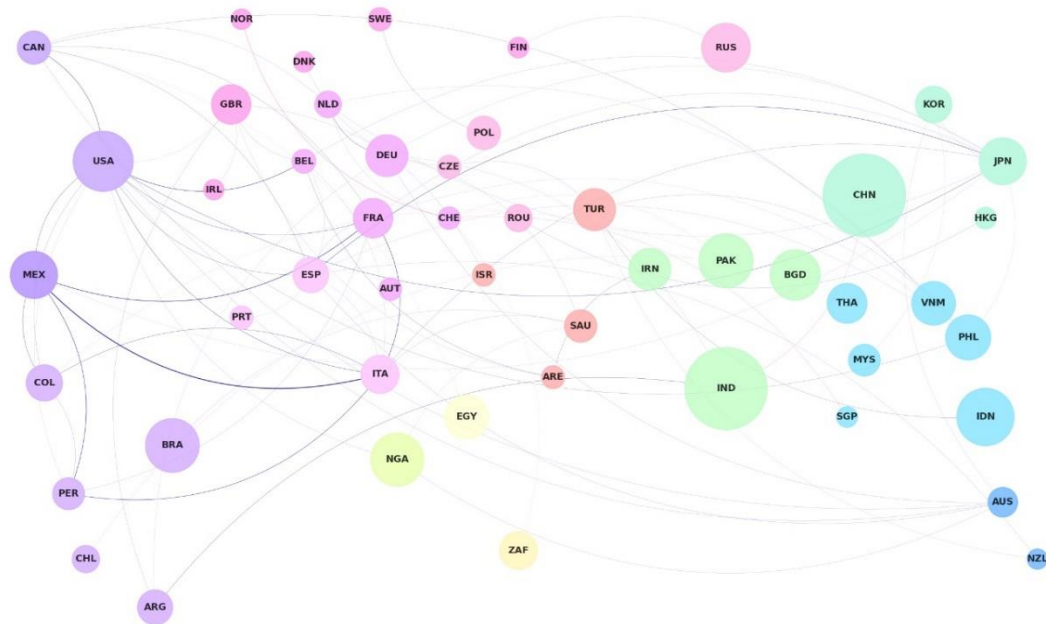 NOR
SWE
CAN
FIN
RUS
DNK
GBR
NLD
KOR
POL
DEU
USA
BEL
CZE
JPN
IRL
CHN
TUR
FRA
CHE
ROU
HKG
PAK
IRN
MEX
ESP
ISR
BGD
AUT
THA
VNM
PRT
SAU
PHL
MYS
ITA
ARE
COL
IND
EGY
SGP
IDN
BRA
NGA
PER
AUS
ZAF
CHL
NZL
ARG